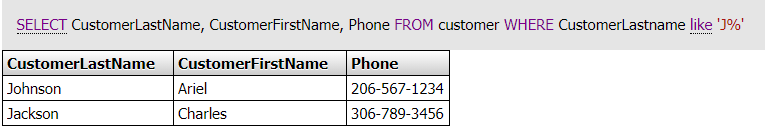 SELECT CustomerLastName, CustomerFirstName, Phone FROM customer WHERE CustomerLastname like 'J%'
CustomerLastName CustomerFirstName Phone
Johnson Ariel 206-567-1234
Jackson Charles 306-789-3456